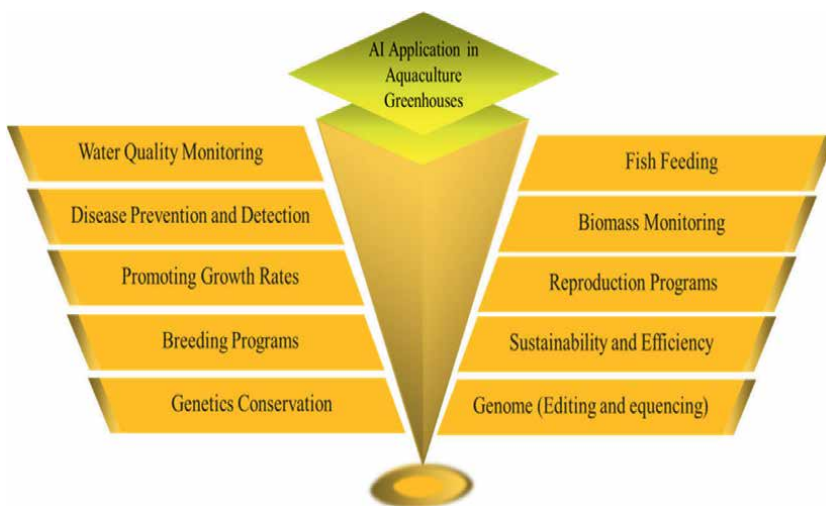 AI Application in
Aquaculture
Greenhouses
Water Quality Monitoring
Disease Prevention and Detection
Promoting Growth Rates
Breeding Programs
Genetics Conservation
Fish Feeding
Biomass Monitoring
Reproduction Programs
Sustainability and Efficiency
Genome (Editing and equencing)